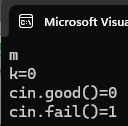 Microsoft Visua
m
k=0
cin.good()=0
cin.fail()=1